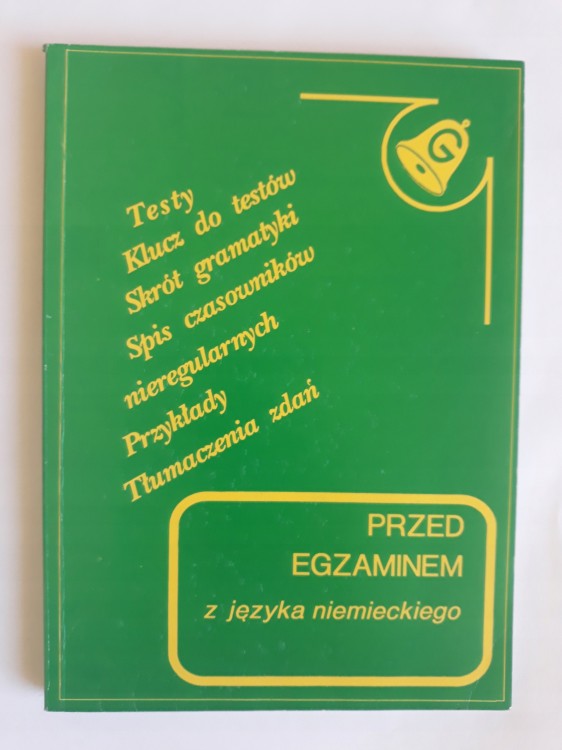 G
Testy
Klucz do testów
Skrót gramatyki
Spis czasowników
nieregularnych
Przykłady
Tłumaczenia zdań
PRZED
EGZAMINEM
z języka niemieckiego